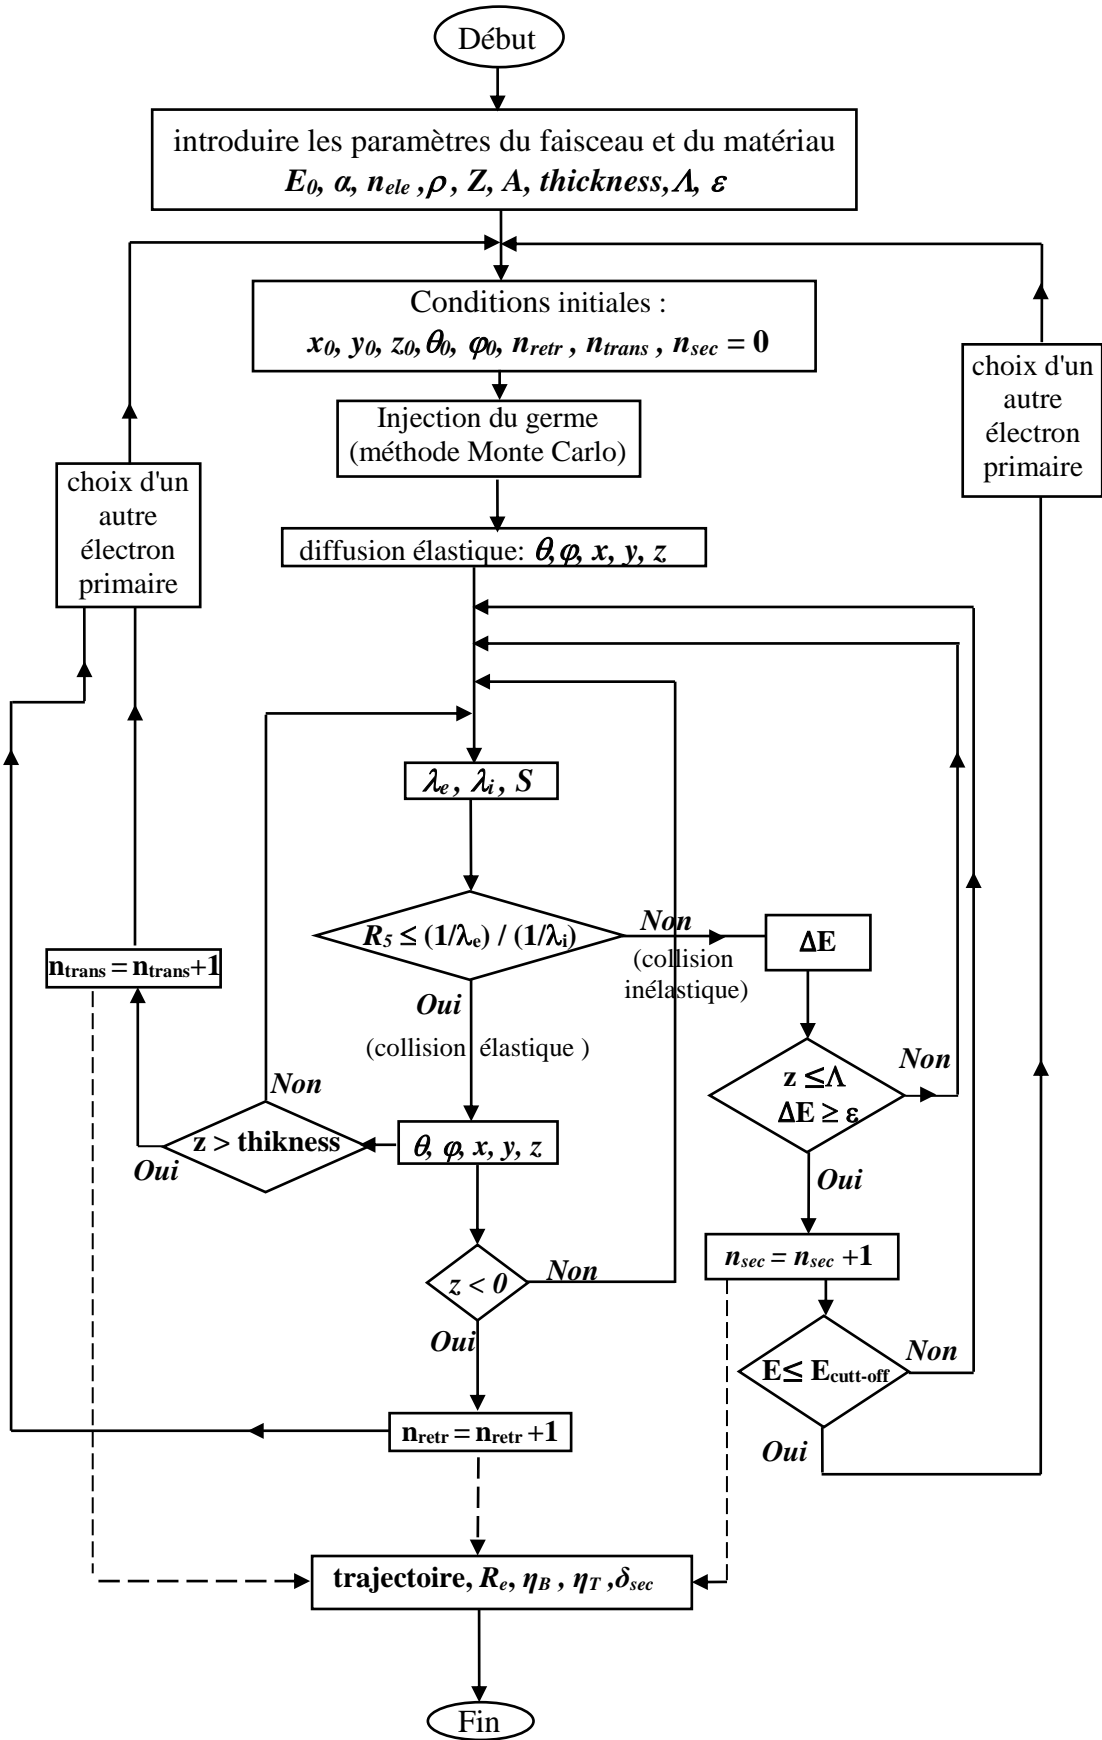 Début
introduire les paramètres du faisceau et du matériau
E0, α, nele ,ρ, Z, A, thickness,Λ, ε
Conditions initiales :
x0, y0, z0,θ0, φ0, nretr , ntrans , nsec = 0
choix d'un
autre
électron
primaire
Injection du germe
(méthode Monte Carlo)
choix d'un
autre
électron
primaire
diffusion élastique: θ,φ, x, y, z
λe, λi, S
R5 ≤ (1/λe) / (1/λi)
Non
(collision
inélastique)
ΔE
ntrans = ntrans+1
Oui
(collision élastique )
z ≤Λ
ΔE ≥ ε
Non
Non
z > thikness
Oui
θ, φ, x, y, z
Oui
nsec = nsec +1
z < 0
Non
Oui
E≤ Ecutt-off
Non
nretr = nretr +1
Oui
trajectoire, Re, ηB , ηT ,δsec
Fin